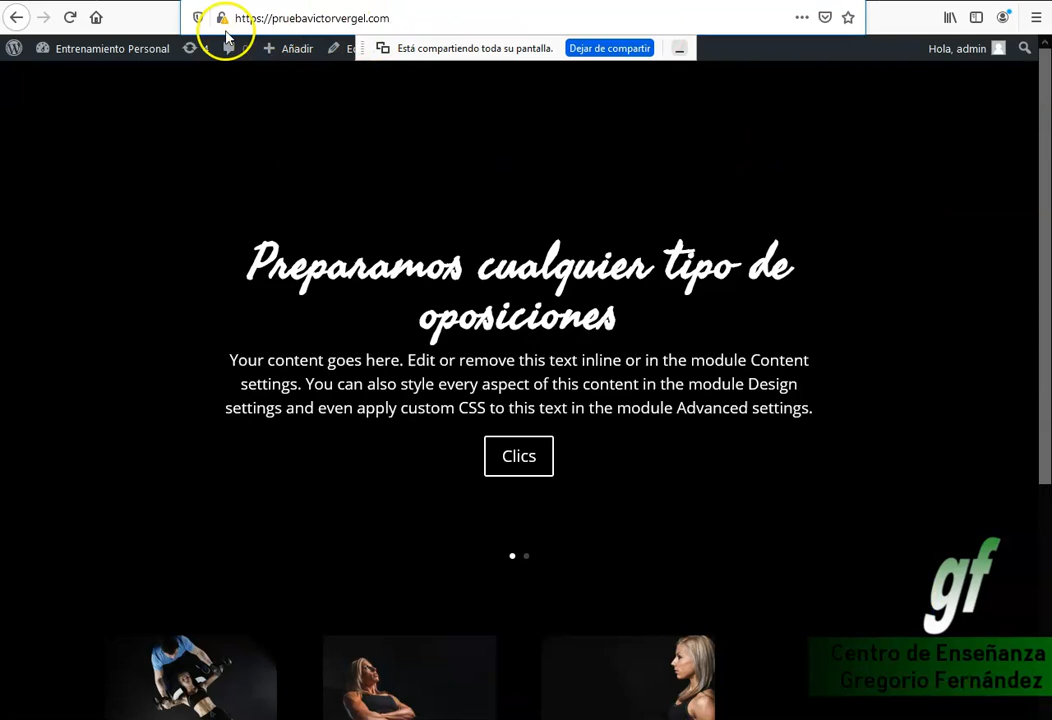 https://pruebavictorvergel.com
Entrenamiento Personal
Añadir
Está compartiendo toda su pantalla.
Dejar de compartir
Hola, admin
Preparamos cualquier tipo de
oposiciones
Your content goes here. Edit or remove this text inline or in the module Content
settings. You can also style every aspect of this content in the module Design
settings and even apply custom CSS to this text in the module Advanced settings.
Clics
gf
Centro de Enseñanza
Gregorio Fernández